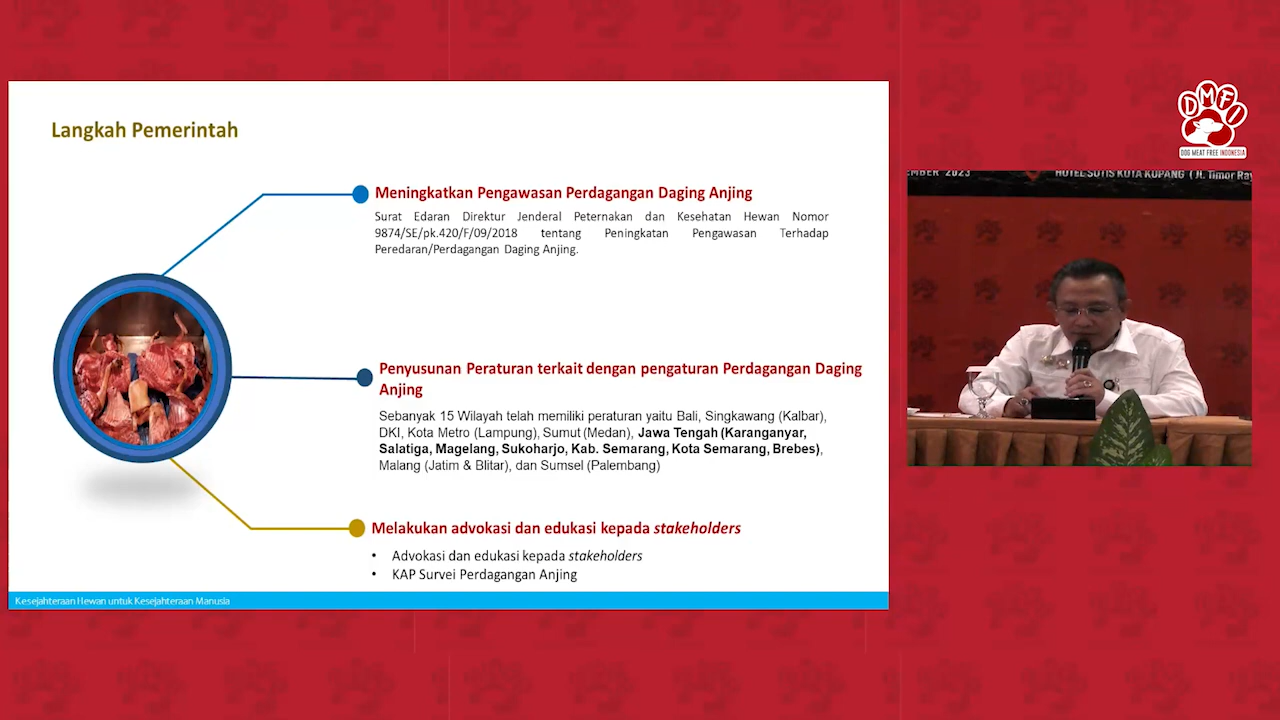 Langkah Pemerintah
Meningkatkan Pengawasan Perdagangan Daging Anjing
Surat Edaran Direktur Jenderal Peternakan dan Kesehatan Hewan Nomor
9874/SE/pk.420/F/09/2018 tentang Peningkatan Pengawasan Terhadap
Peredaran/Perdagangan Daging Anjing.
Penyusunan Peraturan terkait dengan pengaturan Perdagangan Daging
Anjing
Sebanyak 15 Wilayah telah memiliki peraturan yaitu Bali, Singkawang (Kalbar),
DKI, Kota Metro (Lampung), Sumut (Medan), Jawa Tengah (Karanganyar,
Salatiga, Magelang, Sukoharjo, Kab. Semarang, Kota Semarang, Brebes),
Malang (Jatim & Blitar), dan Sumsel (Palembang)
Melakukan advokasi dan edukasi kepada stakeholders
• Advokasi dan edukasi kepada stakeholders
• KAP Survei Perdagangan Anjing
Kesejahteraan Hewan untuk Kesejahteraan Manusia
DMFI
DOG MEAT FREE INDONESIA
EMBER 2023
HOTEL SOTIS KOTA KUPANG ( JL Timor Ray